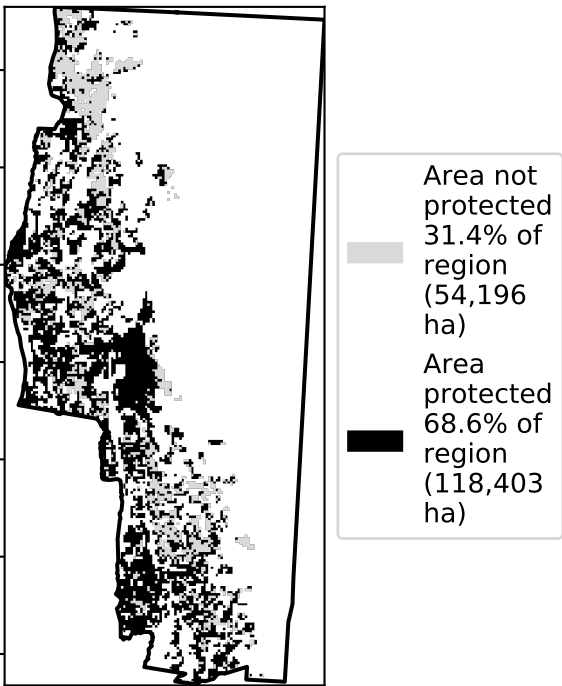 Area not
protected
31.4% of
region
(54,196
ha)
Area
protected
68.6% of
region
(118,403
ha)